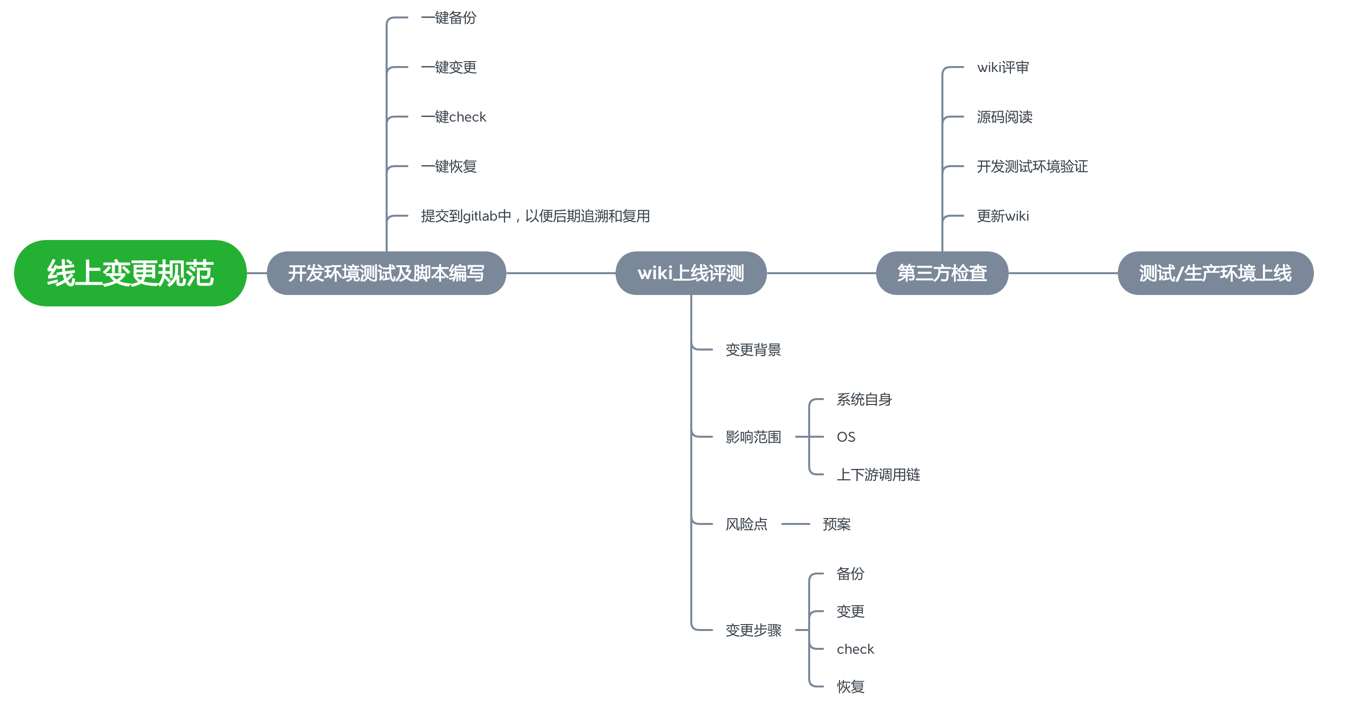 线上变更规范
开发环境测试及脚本编写
一键备份
一键变更
一键check
一键恢复
提交到gitlab中，以便后期追溯和复用
wiki上线评测
变更背景
影响范围
系统自身
OS
上下游调用链
风险点
预案
变更步骤
备份
变更
check
恢复
第三方检查
wiki评审
源码阅读
开发测试环境验证
更新wiki
测试/生产环境上线